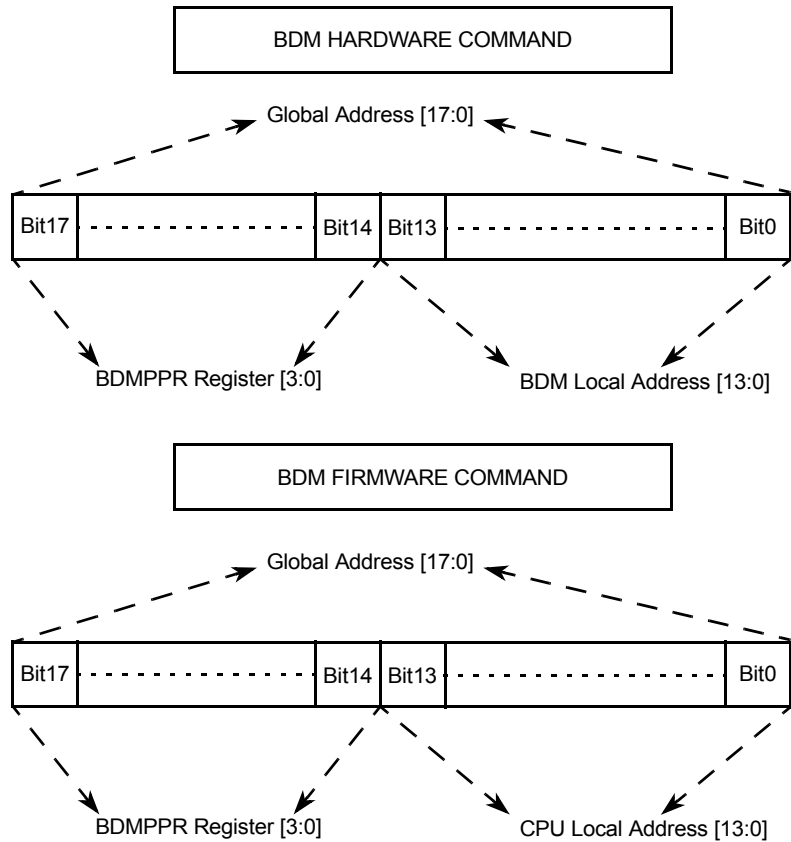 BDM HARDWARE COMMAND
Global Address [17:0]
Bit17 Bit14 Bit13 Bit0
BDMPPR Register [3:0] BDM Local Address [13:0]
BDM FIRMWARE COMMAND
Global Address [17:0]
Bit17 Bit14 Bit13 Bit0
BDMPPR Register [3:0] CPU Local Address [13:0]